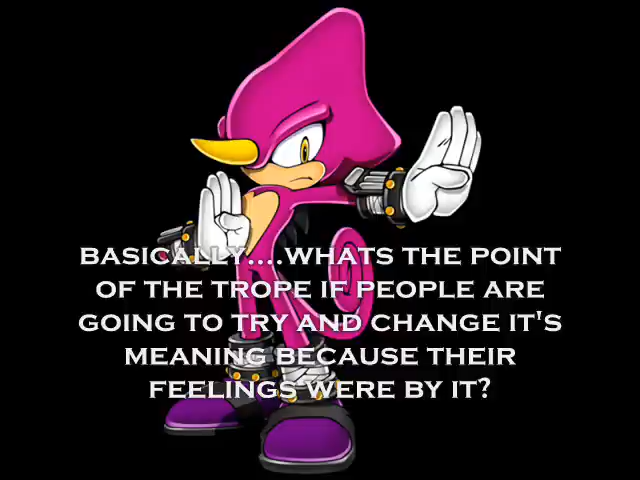 BASICALLY....WHATS THE POINT
OF THE TROPE IF PEOPLE ARE
GOING TO TRY AND CHANGE IT'S
MEANING BECAUSE THEIR
FEELINGS WERE BY IT?